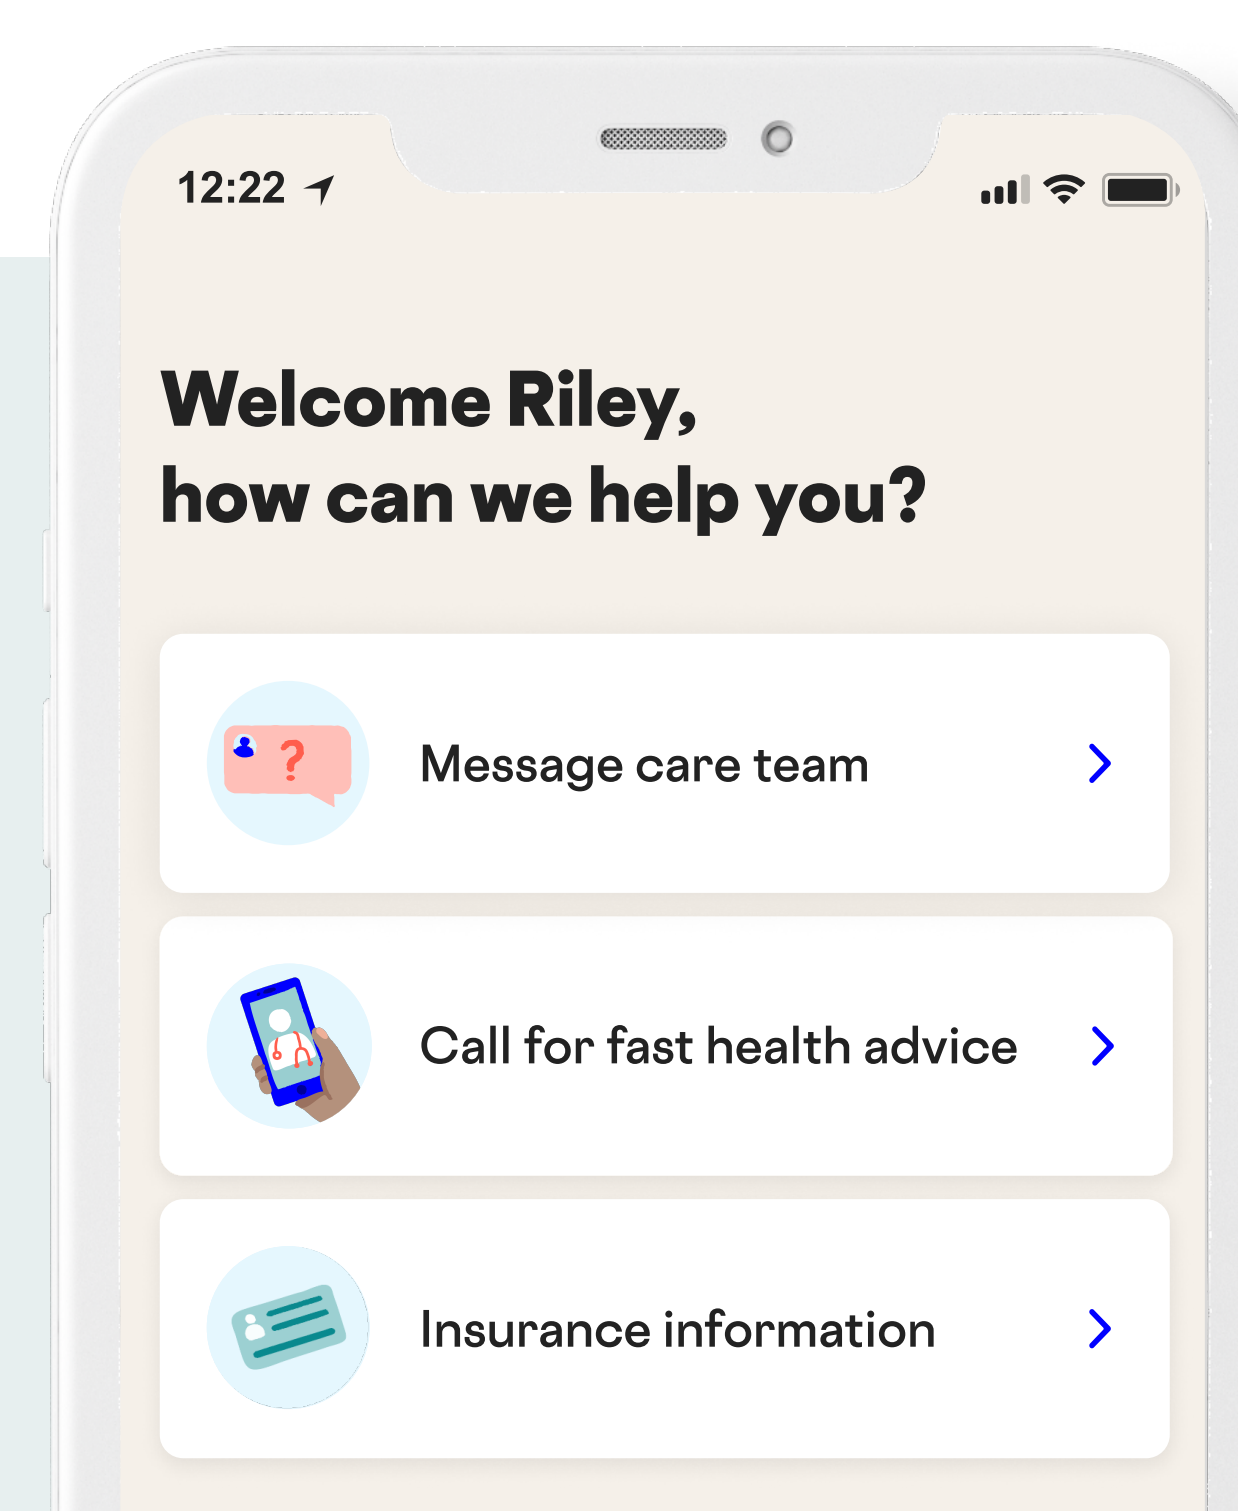 12:22
Welcome Riley,
how can we help you?
?
Message care team
Call for fast health advice
Insurance information